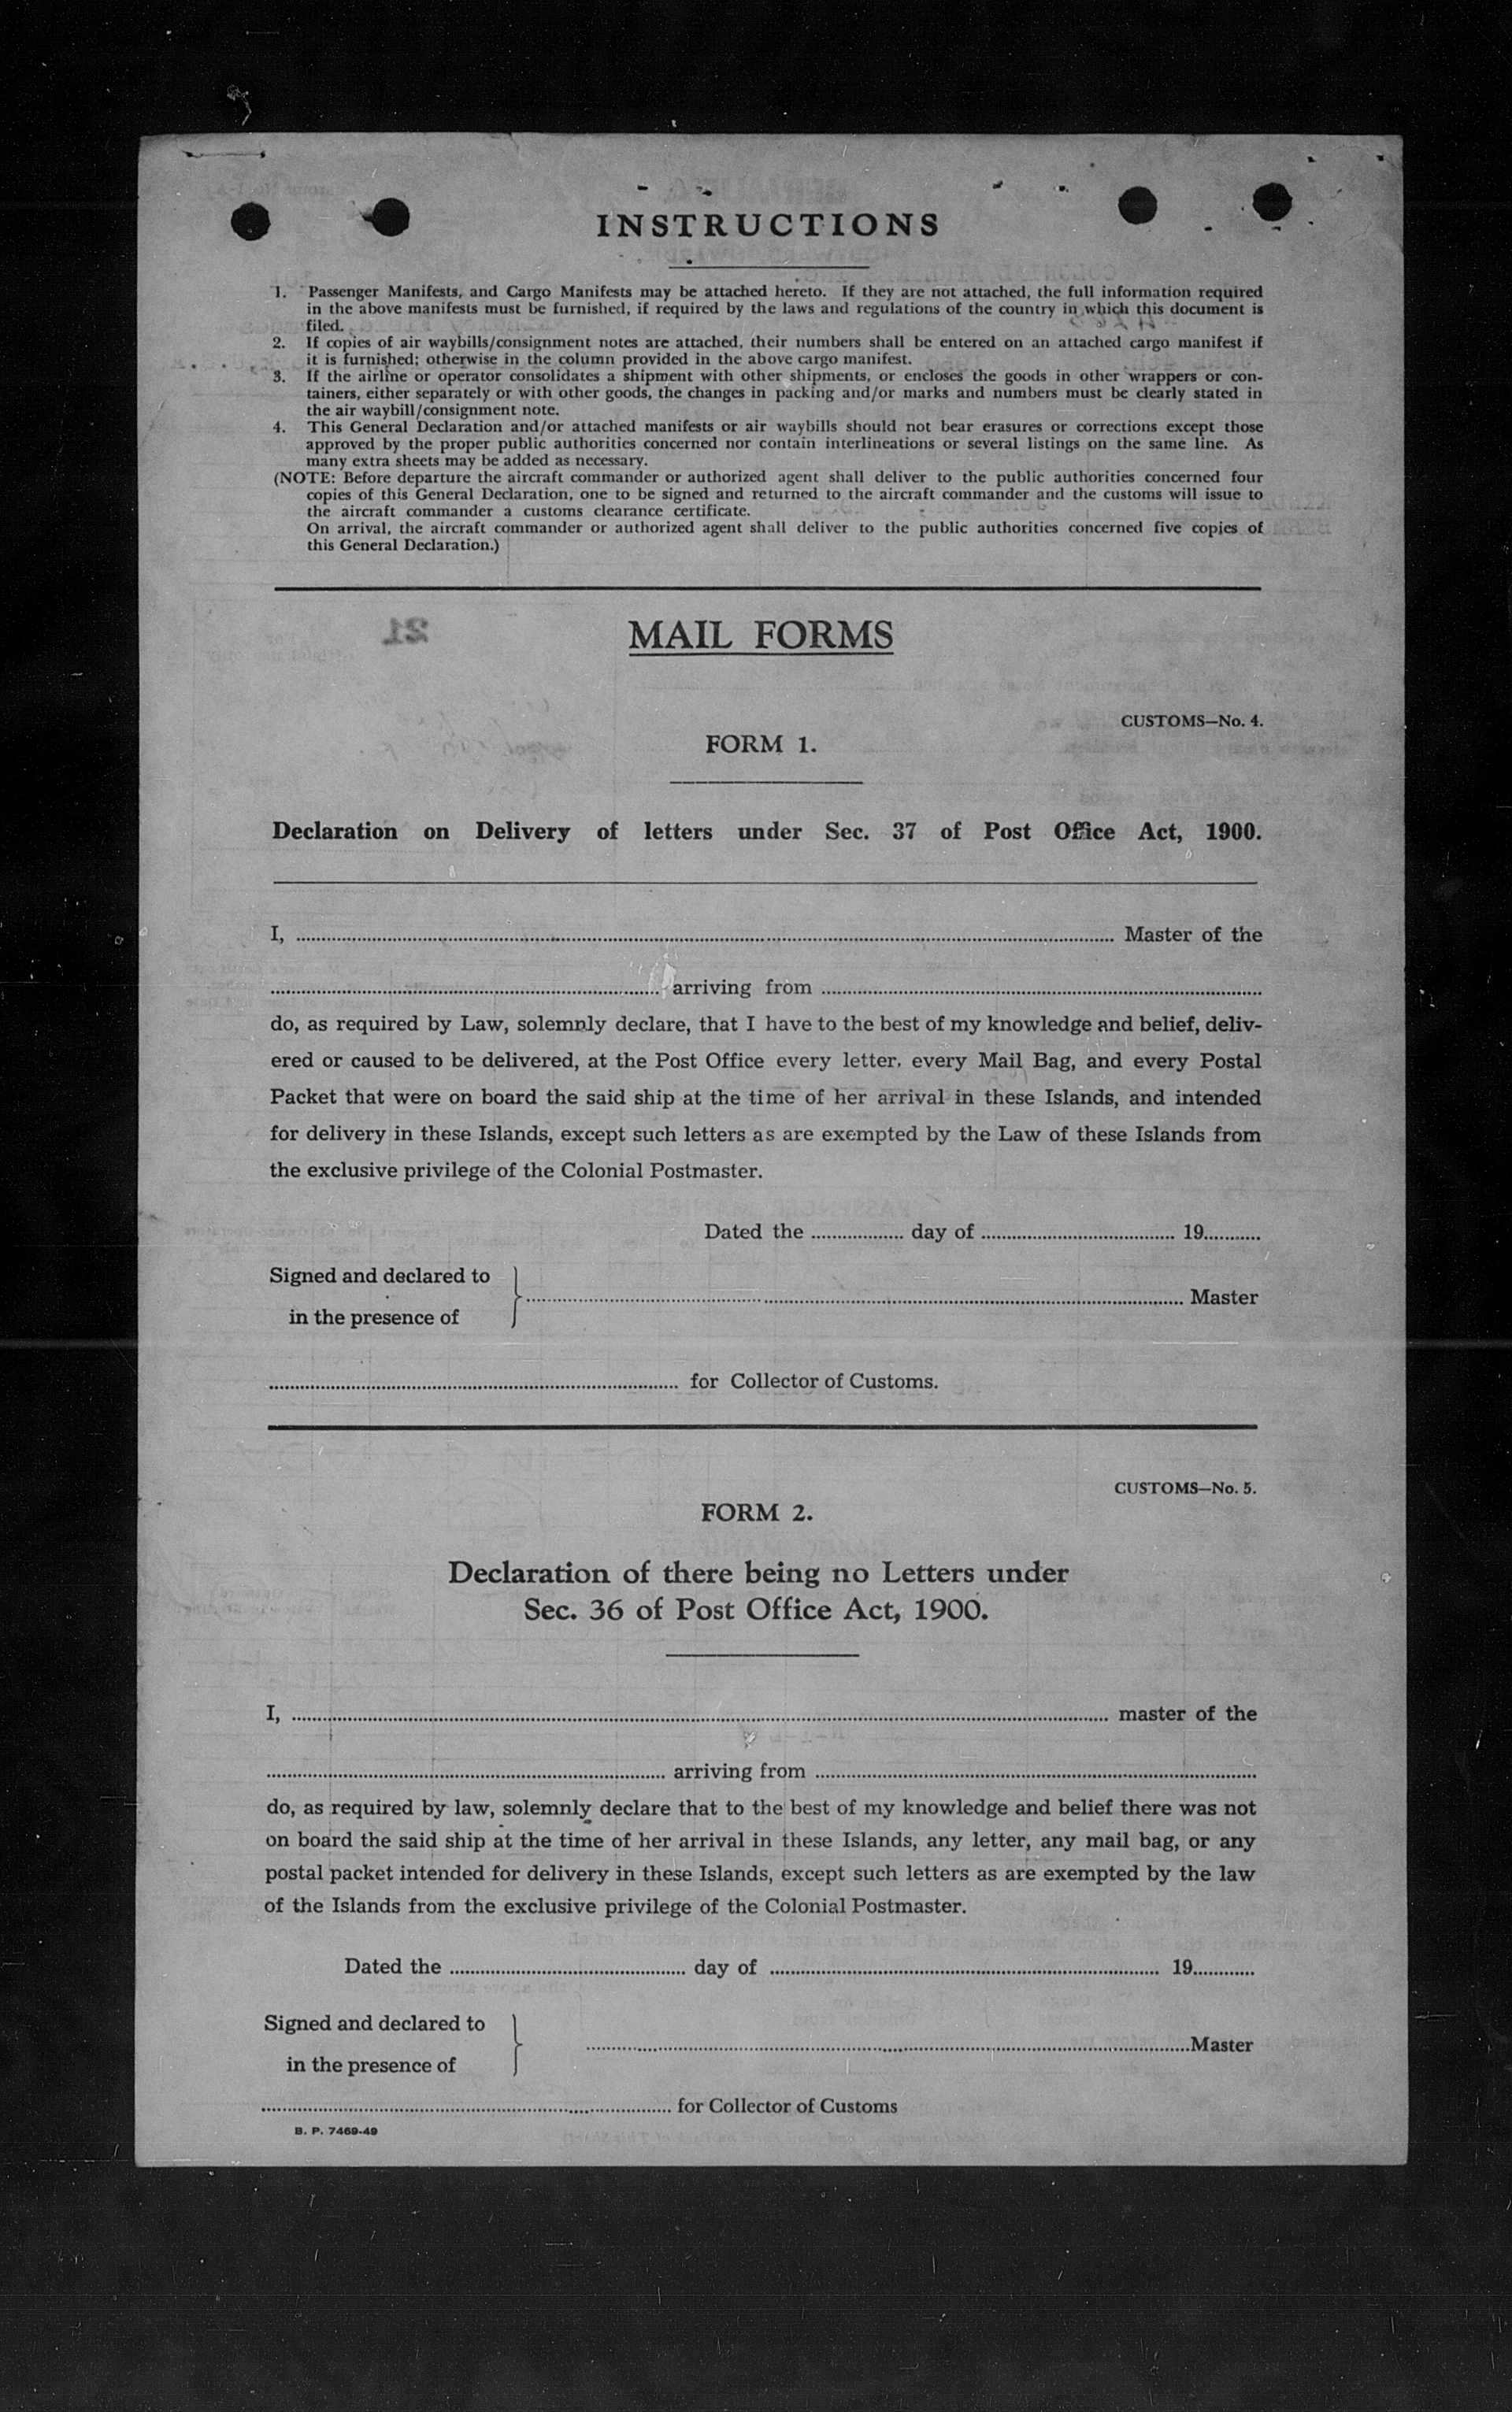 INSTRUCTIONS
1. Passenger Manifests, and Cargo Manifests may be attached hereto. If they are not attached, the full information required
in the above manifests must be furnished, if required by the laws and regulations of the country in which this document is
filed.
2. If copies of air waybills/consignment notes are attached, their numbers shall be entered on an attached cargo manifest if
it is furnished; otherwise in the column provided in the above cargo manifest.
3. If the airline or operator consolidates a shipment with other shipments, or encloses the goods in other wrappers or con-
tainers, either separately or with other goods, the changes in packing and/or marks and numbers must be clearly stated in
the air waybill/consignment note.
4. This General Declaration and/or attached manifests or air waybills should not bear erasures or corrections except those
approved by the proper public authorities concerned nor contain interlineations or several listings on the same line. As
many extra sheets may be added as necessary.
(NOTE: Before departure the aircraft commander or authorized agent shall deliver to the public authorities concerned four
copies of this General Declaration, one to be signed and returned to the aircraft commander and the customs will issue to
the aircraft commander a customs clearance certificate.
On arrival, the aircraft commander or authorized agent shall deliver to the public authorities concerned five copies of
this General Declaration.)
21
MAIL FORMS
CUSTOMS—No. 4.
FORM 1.
Declaration on Delivery of letters under Sec. 37 of Post Office Act, 1900.
I, .......... Master of the
.......... arriving from ..........
do, as required by Law, solemnly declare, that I have to the best of my knowledge and belief, deliv-
ered or caused to be delivered, at the Post Office every letter, every Mail Bag, and every Postal
Packet that were on board the said ship at the time of her arrival in these Islands, and intended
for delivery in these Islands, except such letters as are exempted by the Law of these Islands from
the exclusive privilege of the Colonial Postmaster.
Dated the .......... day of .......... 19..........
Signed and declared to
.......... Master
in the presence of
.......... for Collector of Customs.
CUSTOMS—No. 5.
FORM 2.
Declaration of there being no Letters under
Sec. 36 of Post Office Act, 1900.
I, .......... master of the
.......... arriving from ..........
do, as required by law, solemnly declare that to the best of my knowledge and belief there was not
on board the said ship at the time of her arrival in these Islands, any letter, any mail bag, or any
postal packet intended for delivery in these Islands, except such letters as are exempted by the law
of the Islands from the exclusive privilege of the Colonial Postmaster.
Dated the .......... day of .......... 19..........
Signed and declared to
..........Master
in the presence of
.......... for Collector of Customs
B. P. 7469-49